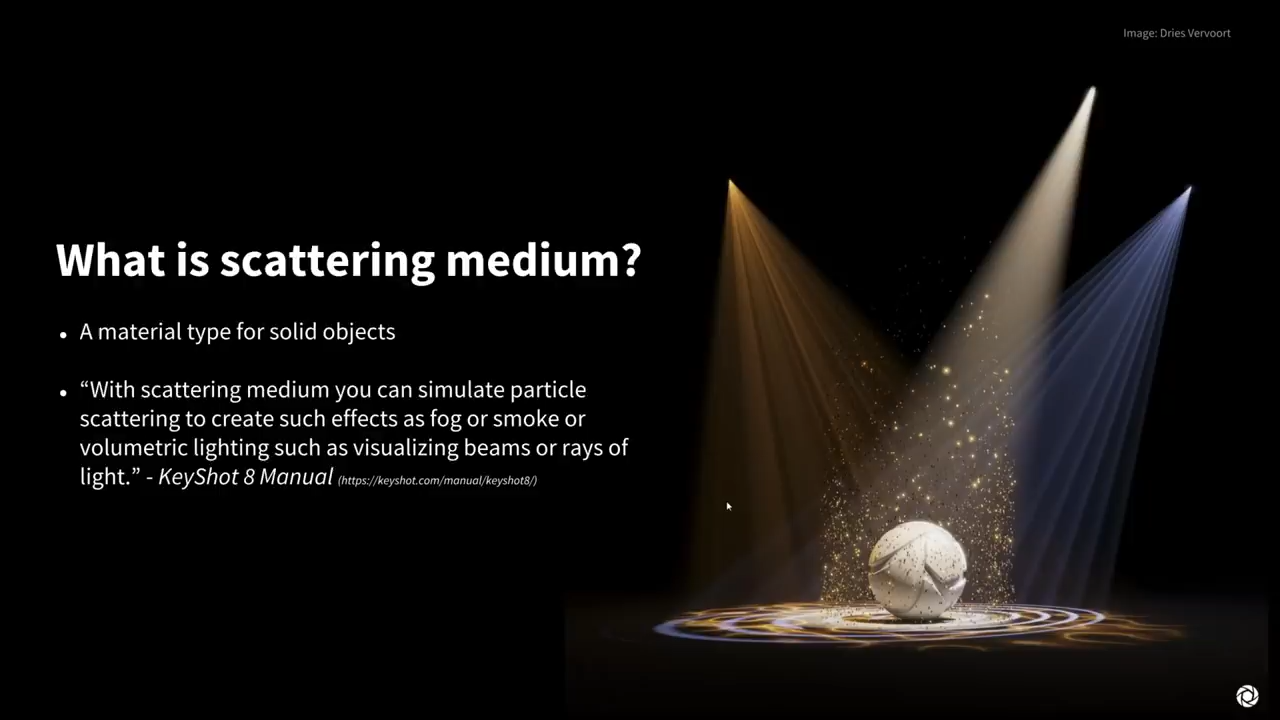 Image: Dries Vervoort
What is scattering medium?
• A material type for solid objects
• “With scattering medium you can simulate particle
scattering to create such effects as fog or smoke or
volumetric lighting such as visualizing beams or rays of
light.” - KeyShot 8 Manual (https://keyshot.com/manual/keyshot8/)